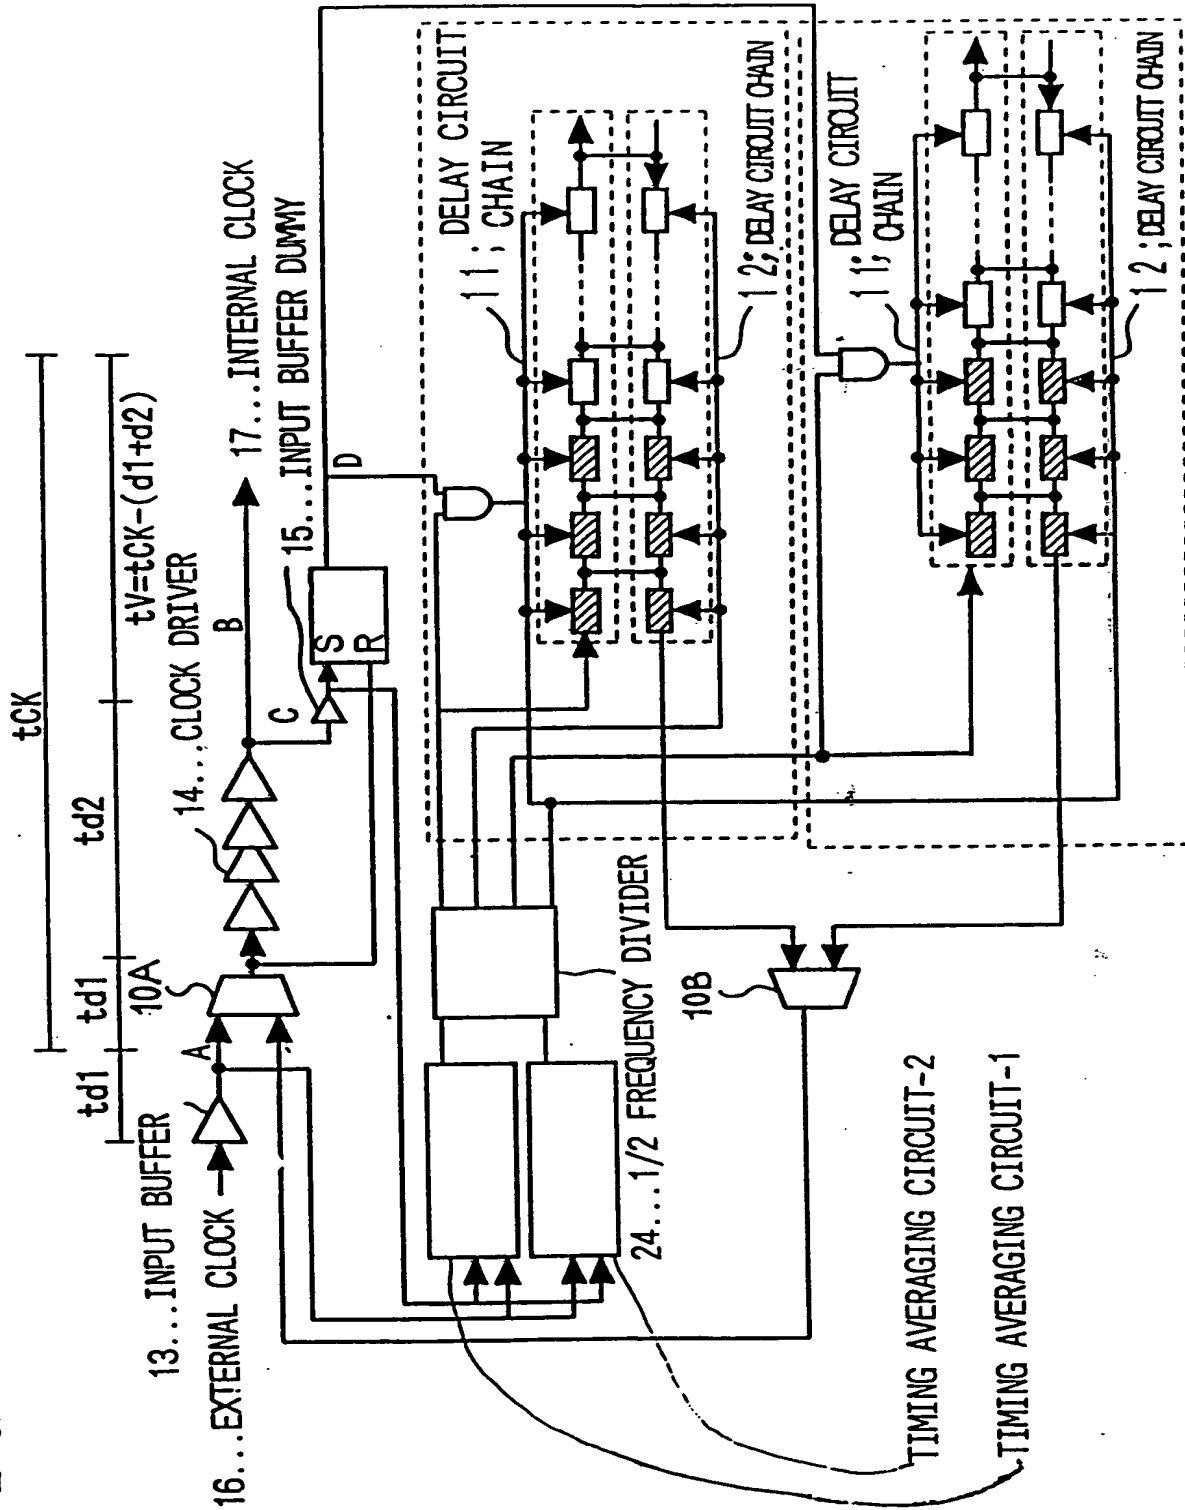 tCK
td1
td1
td2
tV=tCK-(d1+d2)
13...INPUT BUFFER
16...EXTERNAL CLOCK
A
10A
14...CLOCK DRIVER
B
17...INTERNAL CLOCK
C
15...INPUT BUFFER DUMMY
S
R
D
DELAY CIRCUIT
11; CHAIN
12; DELAY CIRCUIT CHAIN
DELAY CIRCUIT
11; CHAIN
12; DELAY CIRCUIT CHAIN
24...1/2 FREQUENCY DIVIDER
10B
TIMING AVERAGING CIRCUIT-2
TIMING AVERAGING CIRCUIT-1